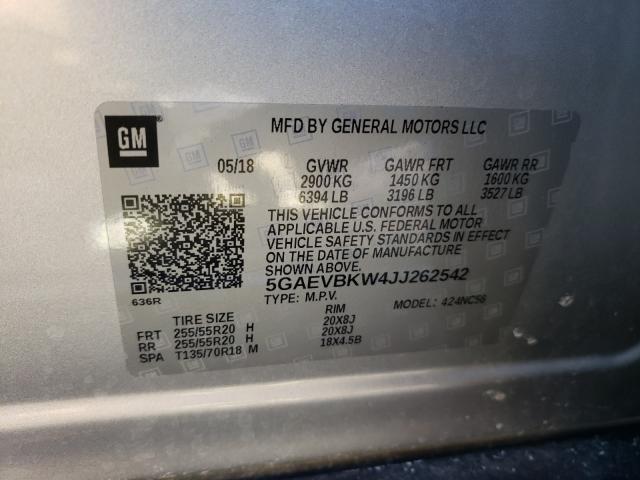 GM
MFD BY GENERAL MOTORS LLC
05/18 GVWR GAWR FRT GAWR RR
2900 KG 1450 KG 1600 KG
6394 LB 3196 LB 3527 LB
THIS VEHICLE CONFORMS TO ALL
APPLICABLE U.S. FEDERAL MOTOR
VEHICLE SAFETY STANDARDS IN EFFECT
ON THE DATE OF MANUFACTURE
SHOWN ABOVE.
636R
5GAEVBKW4JJ262542
TYPE: M.P.V. MODEL: 424NC56
TIRE SIZE RIM
FRT 255/55R20 H 20X8J
RR 255/55R20 H 20X8J
SPA T135/70R18 M 18X4.5B